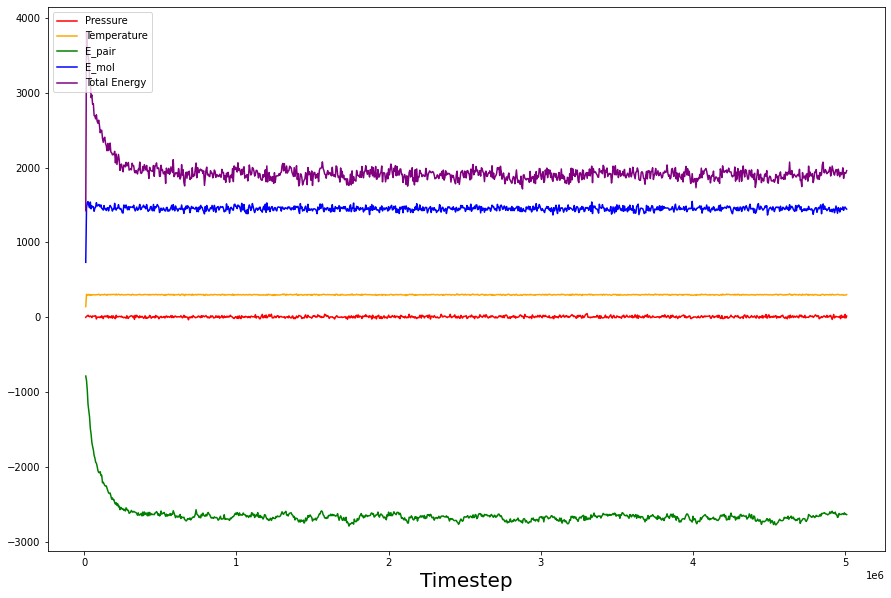 4000
3000
2000
1000
0
−1000
−2000
−3000
Pressure
Temperature
E_pair
E_mol
Total Energy
0
1
2
3
4
5
1e6
Timestep